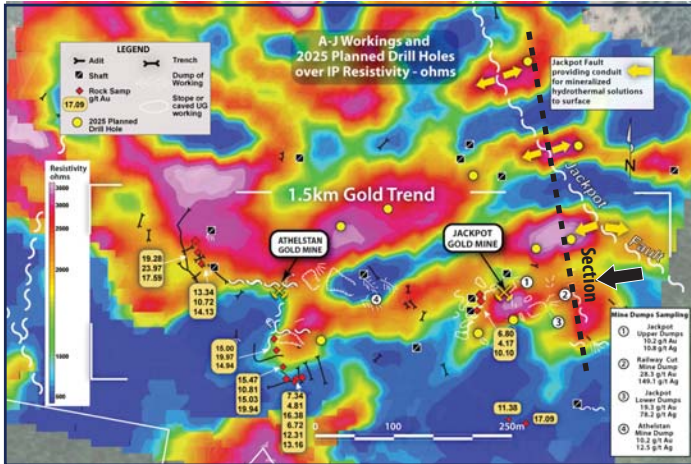 A-J Workings and
2025 Planned Drill Holes
over IP Resistivity - ohms
LEGEND
Adit
Trench
Shaft
Dump of
Working
Rock Samp
g/t Au
17.09
Slope or
caved UG
working
2025 Planned
Drill Hole
Jackpot Fault
providing conduit
for mineralized
hydrothermal solutions
to surface
N
Resistivity
ohms
3000
2000
1000
500
1.5km Gold Trend
Jackpot
Fault
Section
ATHELSTAN
GOLD MINE
JACKPOT
GOLD MINE
19.28
23.97
17.59
13.34
10.72
14.13
15.00
19.97
14.94
15.47
10.81
15.03
19.94
7.34
4.81
16.38
6.72
12.31
13.16
6.80
4.17
10.10
11.38
17.09
1
2
3
4
0
250m
Mine Dumps Sampling
1
Jackpot
Upper Dumps
10.2 g/t Au
10.8 g/t Ag
2
Railway Cut
Mine Dump
28.3 g/t Au
149.1 g/t Ag
3
Jackpot
Lower Dumps
19.3 g/t Au
78.2 g/t Ag
4
Athelstan
Mine Dump
10.2 g/t Au
12.5 g/t Ag